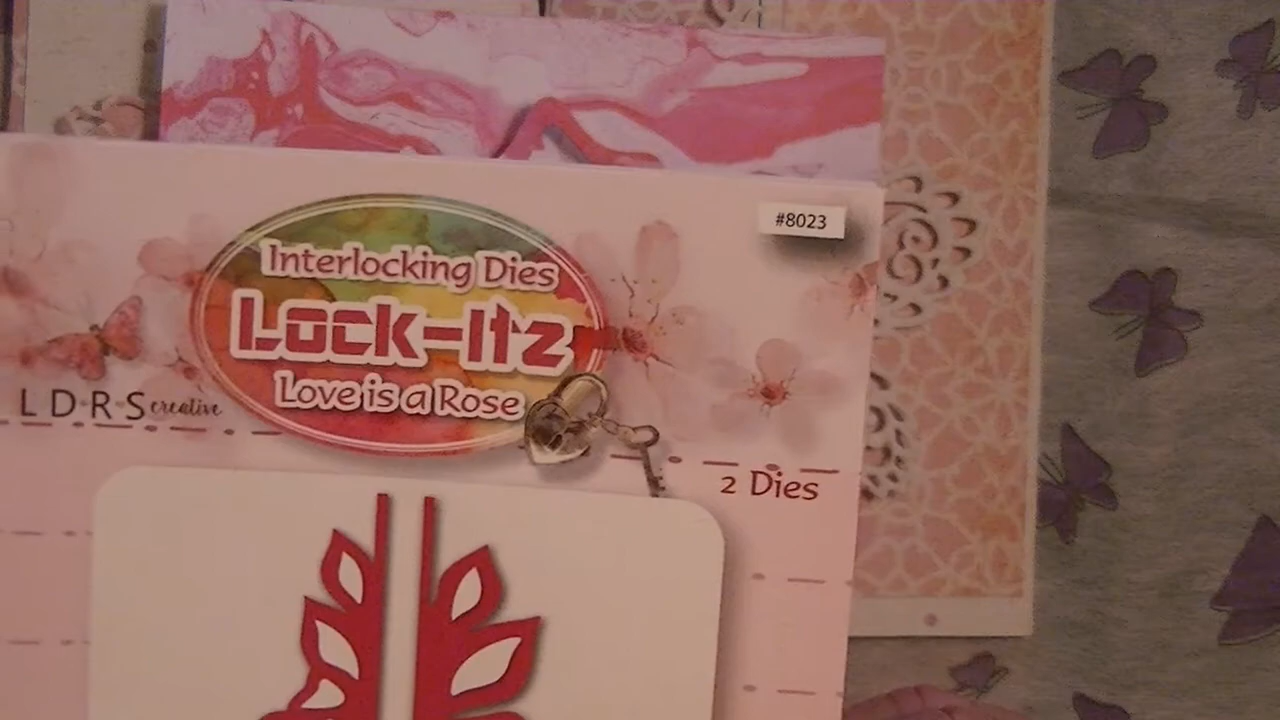 #8023
Interlocking Dies
Lock-Itz
Love is a Rose
LDRS creative
2 Dies